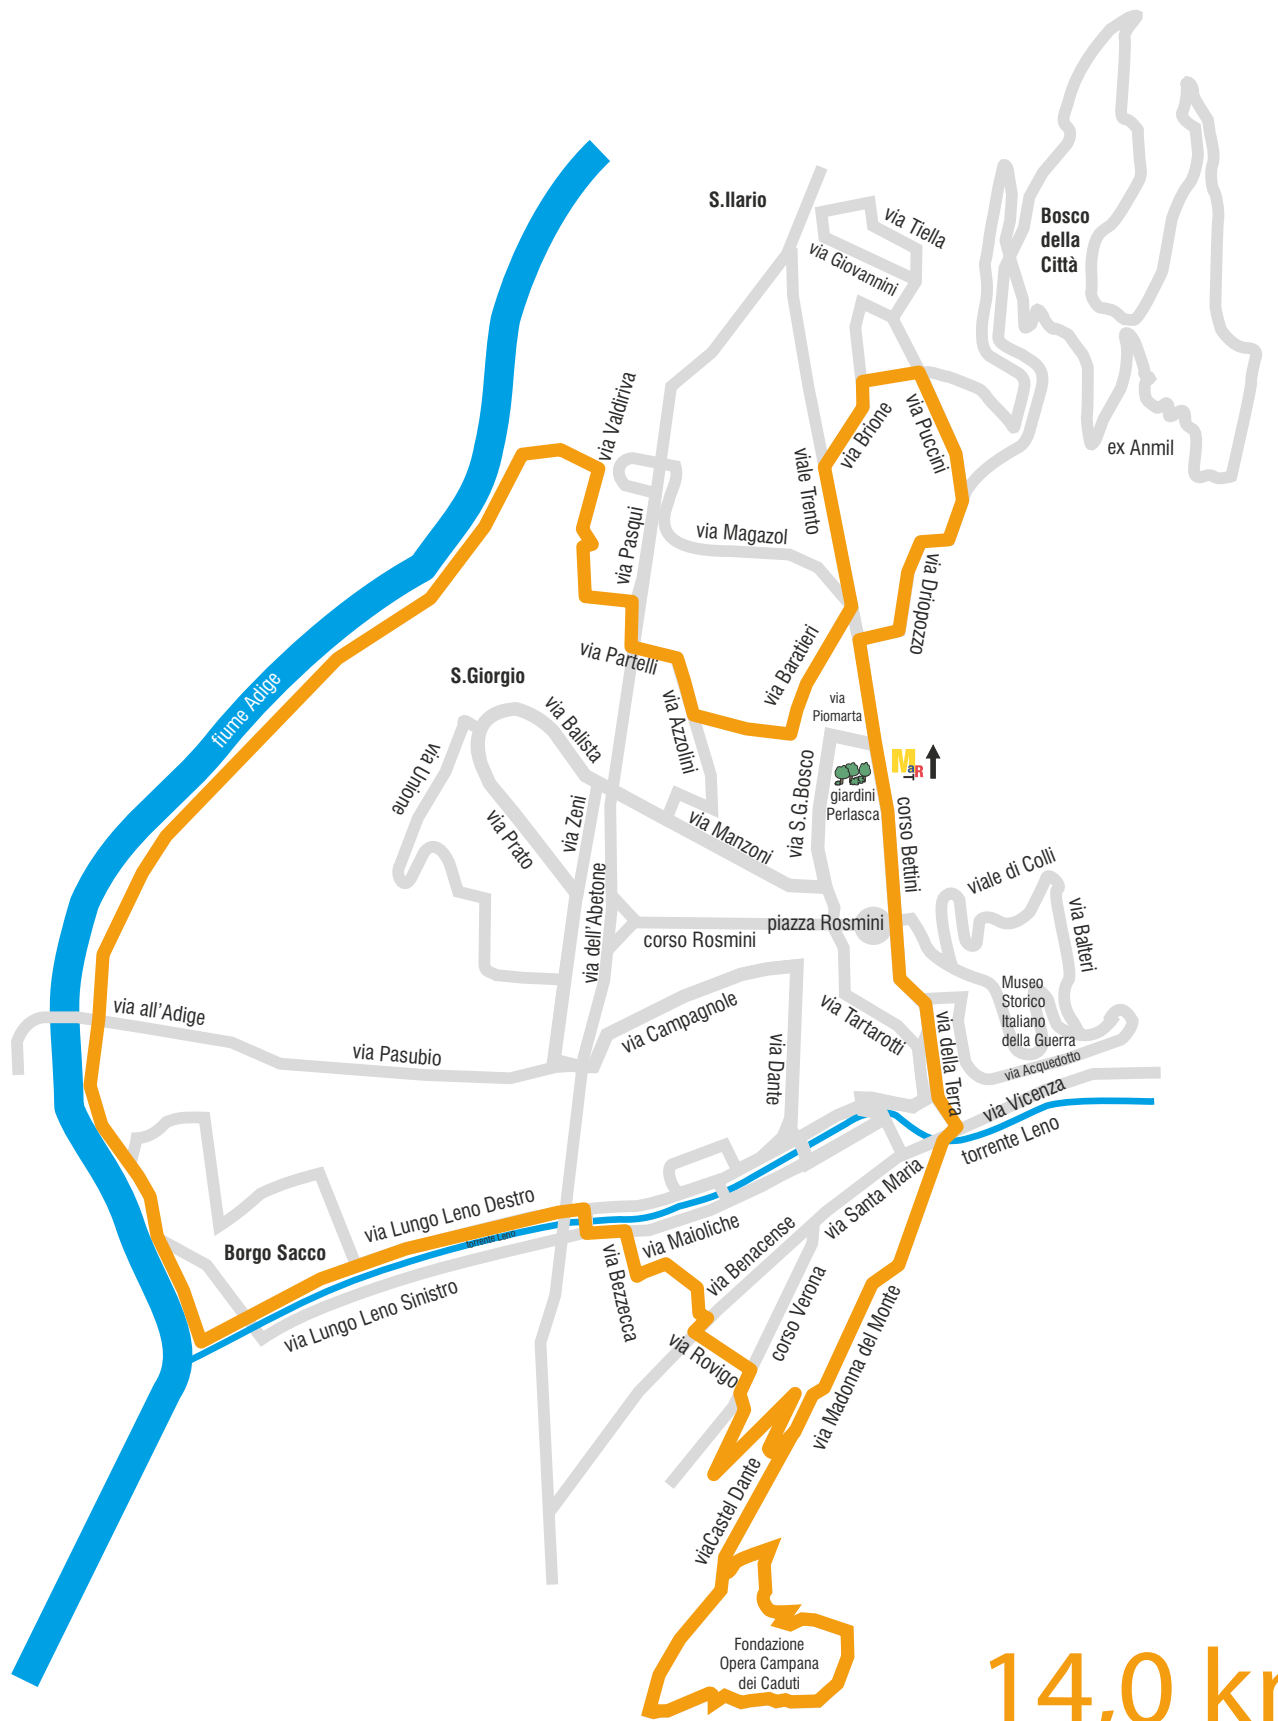 S.Ilario
via Tiella
via Giovannini
Bosco
della
Città
via Valdiriva
via Brione
via Puccini
ex Anmil
viale Trento
via Pasqui
via Magazol
via Driopozzo
via Partelli
via Baratieri
S.Giorgio
fiume Adige
via Azzolini
via
Piomarta
via Balista
via Unione
MaRT
giardini
Perlasca
via S.G.Bosco
corso Bettini
via Zeni
via Prato
via Manzoni
viale di Colli
via Balteri
via dell'Abetone
piazza Rosmini
corso Rosmini
Museo
Storico
Italiano
della Guerra
via all'Adige
via Campagnole
via Tartarotti
via della Terra
via Pasubio
via Dante
via Acquedotto
via Vicenza
torrente Leno
via Lungo Leno Destro
torrente Leno
via Santa Maria
via Maioliche
Borgo Sacco
via Benacense
via Bezzecca
via Lungo Leno Sinistro
corso Verona
via Madonna del Monte
via Rovigo
viaCastel Dante
Fondazione
Opera Campana
dei Caduti
14,0 km